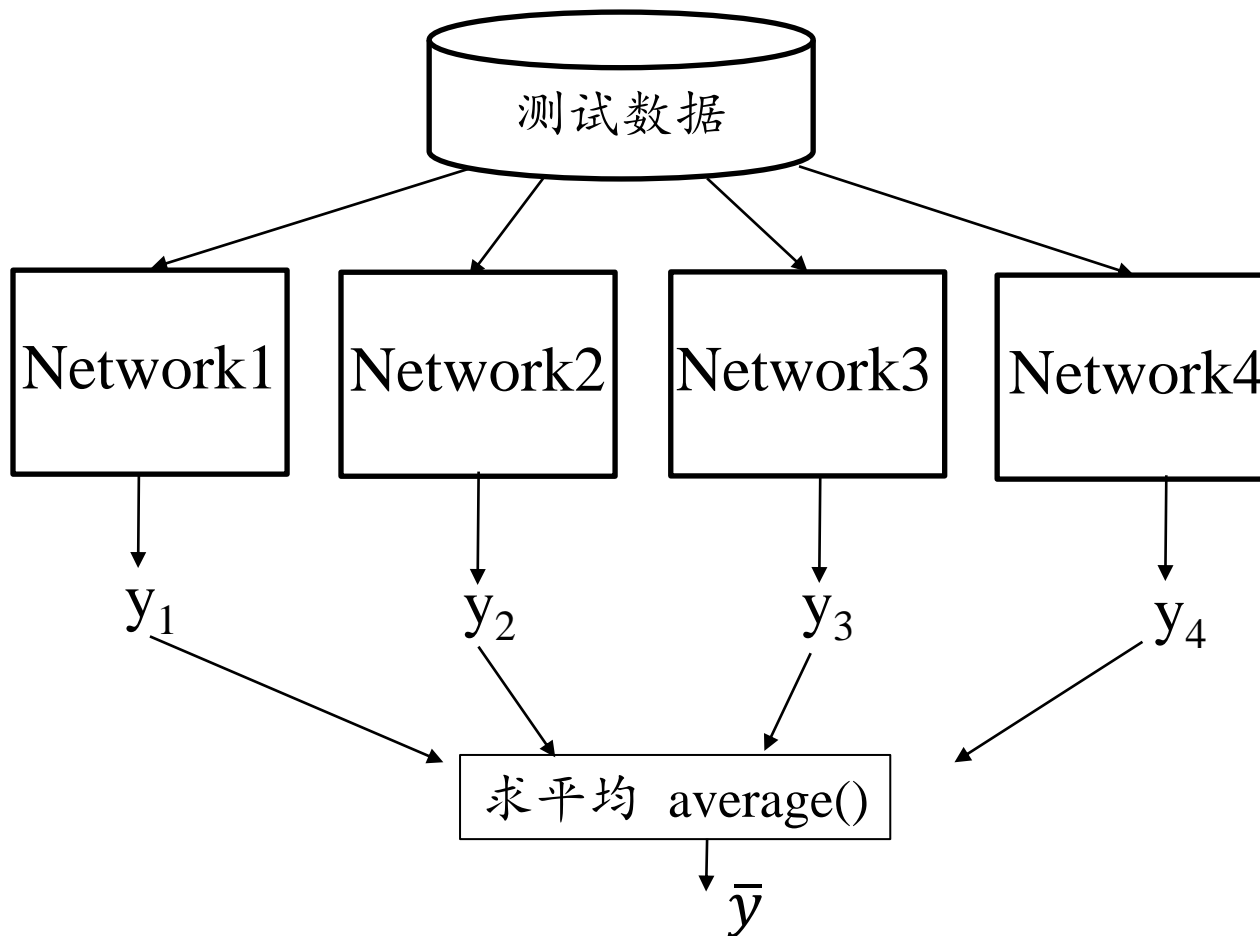 测试数据
Network1 Network2 Network3 Network4
y₁ y₂ y₃ y₄
求平均 average()
ȳ